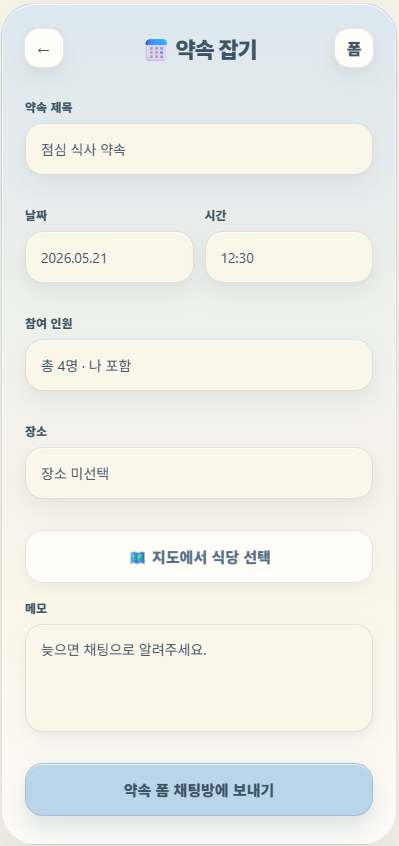 ← 약속 잡기 폼
약속 제목
점심 식사 약속
날짜 시간
2026.05.21 12:30
참여 인원
총 4명 · 나 포함
장소
장소 미선택
지도에서 식당 선택
메모
늦으면 채팅으로 알려주세요.
약속 폼 채팅방에 보내기